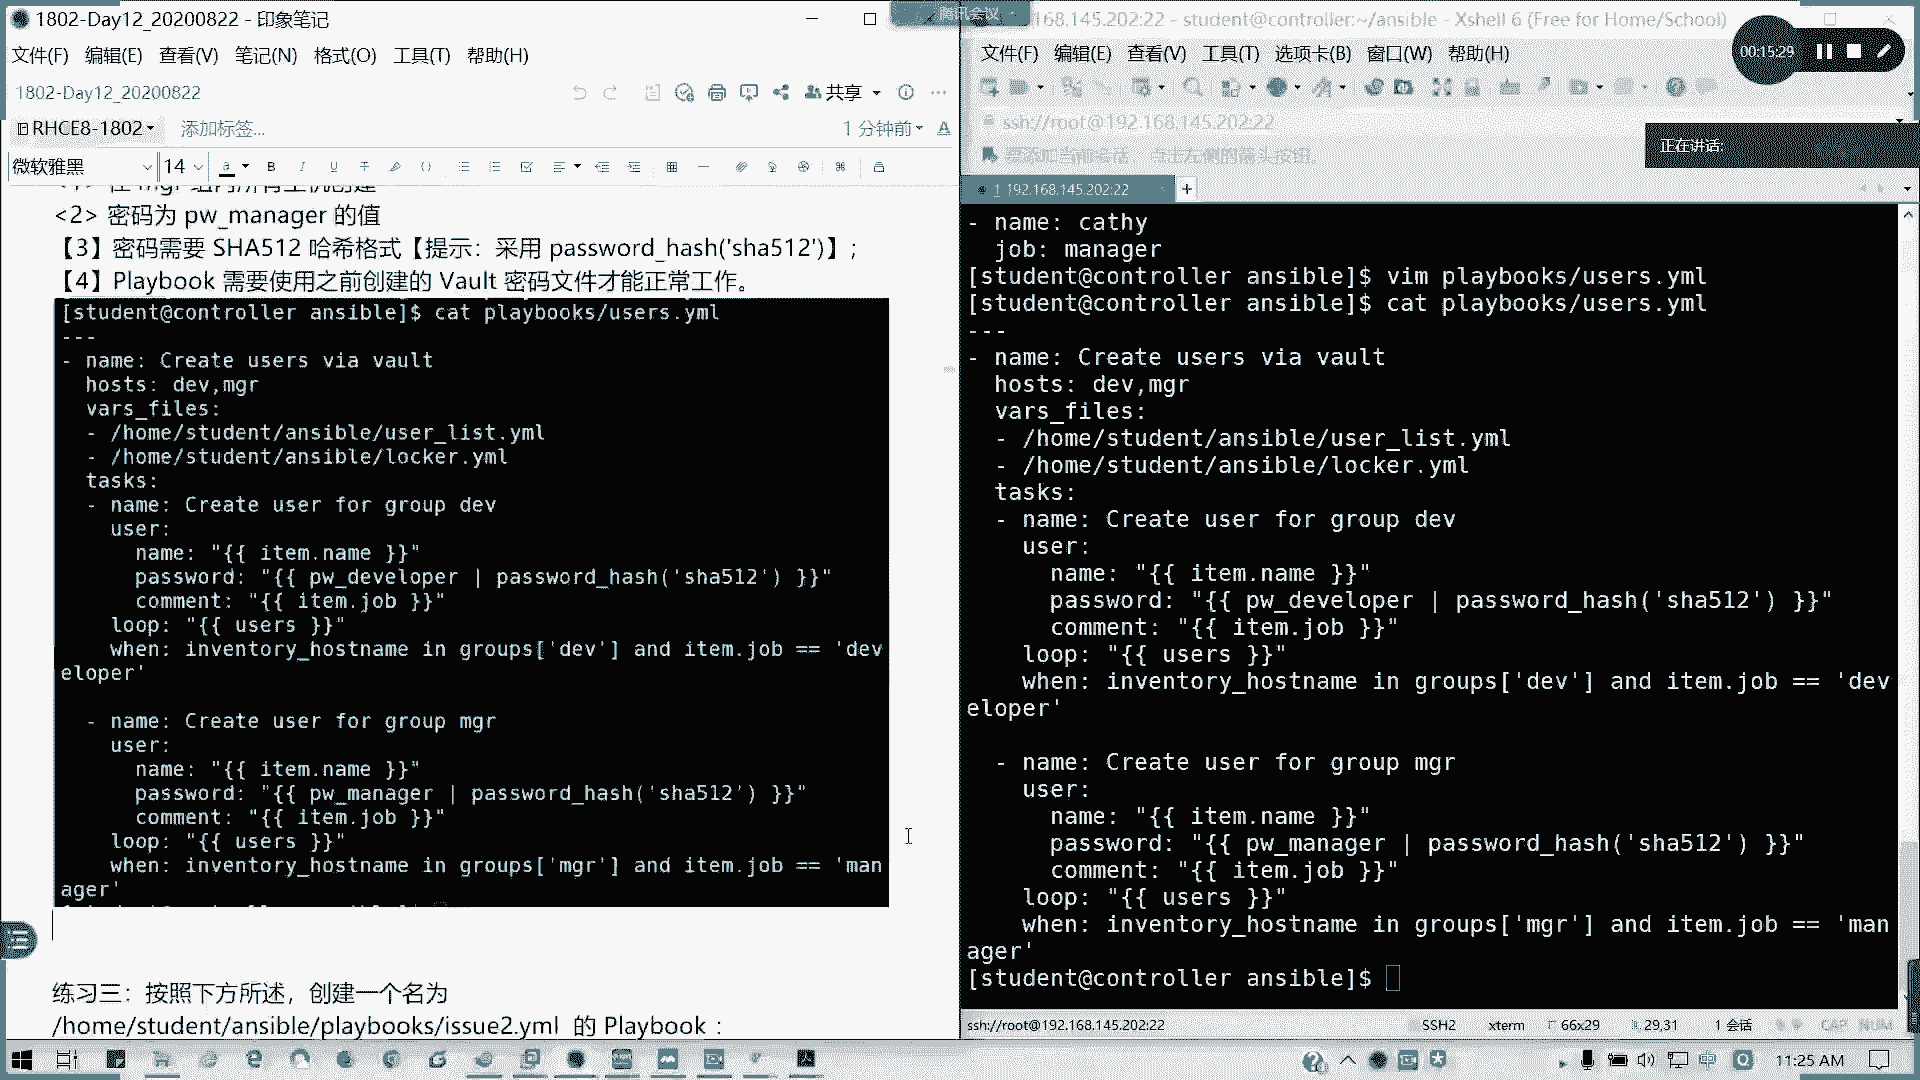 1802-Day12_20200822 - 印象笔记
文件(F) 编辑(E) 查看(V) 笔记(N) 格式(O) 工具(T) 帮助(H)
1802-Day12_20200822
共享
RHCE8-1802
添加标签...
1 分钟前
微软雅黑
14
<2> 密码为 pw_manager 的值
【3】密码需要 SHA512 哈希格式【提示：采用 password_hash('sha512')】；
【4】Playbook 需要使用之前创建的 Vault 密码文件才能正常工作。
[student@controller ansible]$ cat playbooks/users.yml
---
- name: Create users via vault
  hosts: dev,mgr
  vars_files:
  - /home/student/ansible/user_list.yml
  - /home/student/ansible/locker.yml
  tasks:
  - name: Create user for group dev
    user:
      name: "{{ item.name }}"
      password: "{{ pw_developer | password_hash('sha512') }}"
      comment: "{{ item.job }}"
    loop: "{{ users }}"
    when: inventory_hostname in groups['dev'] and item.job == 'dev
eloper'
  - name: Create user for group mgr
    user:
      name: "{{ item.name }}"
      password: "{{ pw_manager | password_hash('sha512') }}"
      comment: "{{ item.job }}"
    loop: "{{ users }}"
    when: inventory_hostname in groups['mgr'] and item.job == 'man
ager'
练习三：按照下方所述，创建一个名为
/home/student/ansible/playbooks/issue2.yml 的 Playbook：
腾讯会议
168.145.202:22 - student@controller:~/ansible - Xshell 6 (Free for Home/School)
文件(F) 编辑(E) 查看(V) 工具(T) 选项卡(B) 窗口(W) 帮助(H)
00:15:29
ssh://root@192.168.145.202:22
正在讲话:
要添加当前会话，点击左侧的箭头按钮。
1 192.168.145.202:22
- name: cathy
  job: manager
[student@controller ansible]$ vim playbooks/users.yml
[student@controller ansible]$ cat playbooks/users.yml
---
- name: Create users via vault
  hosts: dev,mgr
  vars_files:
  - /home/student/ansible/user_list.yml
  - /home/student/ansible/locker.yml
  tasks:
  - name: Create user for group dev
    user:
      name: "{{ item.name }}"
      password: "{{ pw_developer | password_hash('sha512') }}"
      comment: "{{ item.job }}"
    loop: "{{ users }}"
    when: inventory_hostname in groups['dev'] and item.job == 'dev
eloper'
  - name: Create user for group mgr
    user:
      name: "{{ item.name }}"
      password: "{{ pw_manager | password_hash('sha512') }}"
      comment: "{{ item.job }}"
    loop: "{{ users }}"
    when: inventory_hostname in groups['mgr'] and item.job == 'man
ager'
[student@controller ansible]$
ssh://root@192.168.145.202:22 SSH2 xterm 66x29 29,31 1 会话 CAP NUM
中
11:25 AM